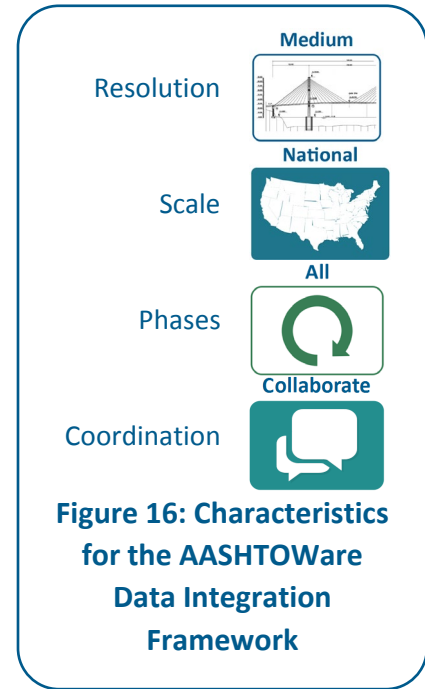 Medium
Resolution
National
Scale
All
Phases
Collaborate
Coordination
Figure 16: Characteristics
for the AASHTOWare
Data Integration
Framework